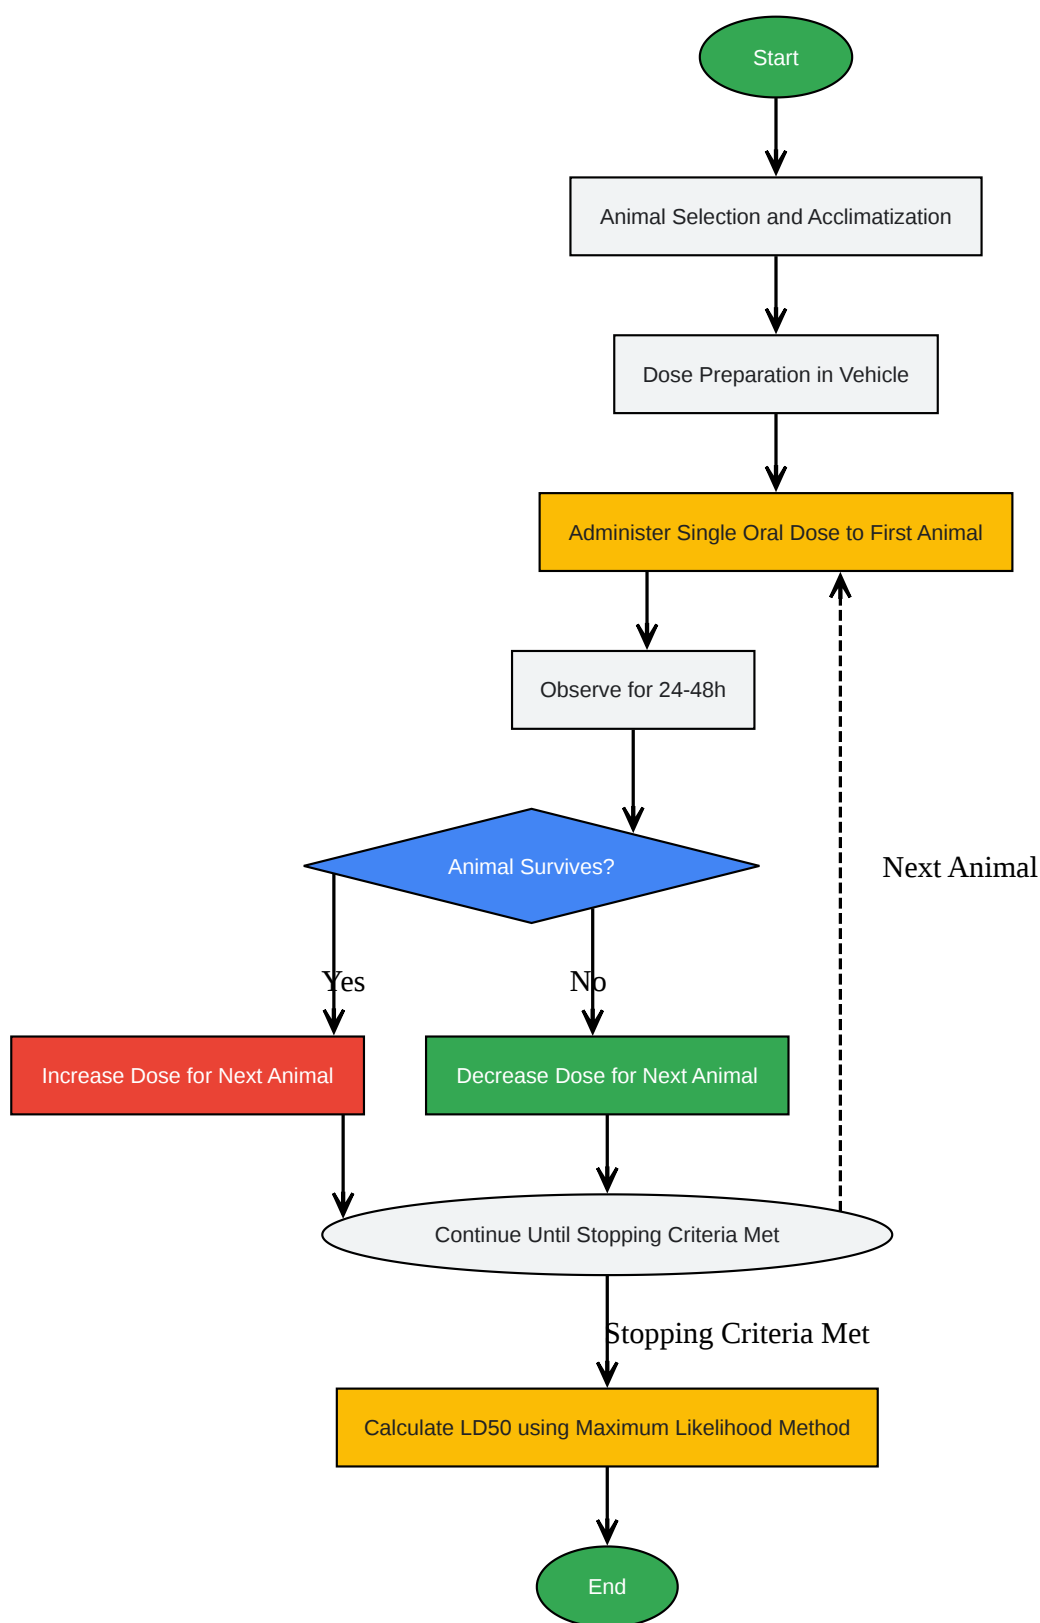 Start
Animal Selection and Acclimatization
Dose Preparation in Vehicle
Administer Single Oral Dose to First Animal
Observe for 24-48h
Animal Survives?
Next Animal
Yes
No
Increase Dose for Next Animal
Decrease Dose for Next Animal
Continue Until Stopping Criteria Met
Stopping Criteria Met
Calculate LD50 using Maximum Likelihood Method
End